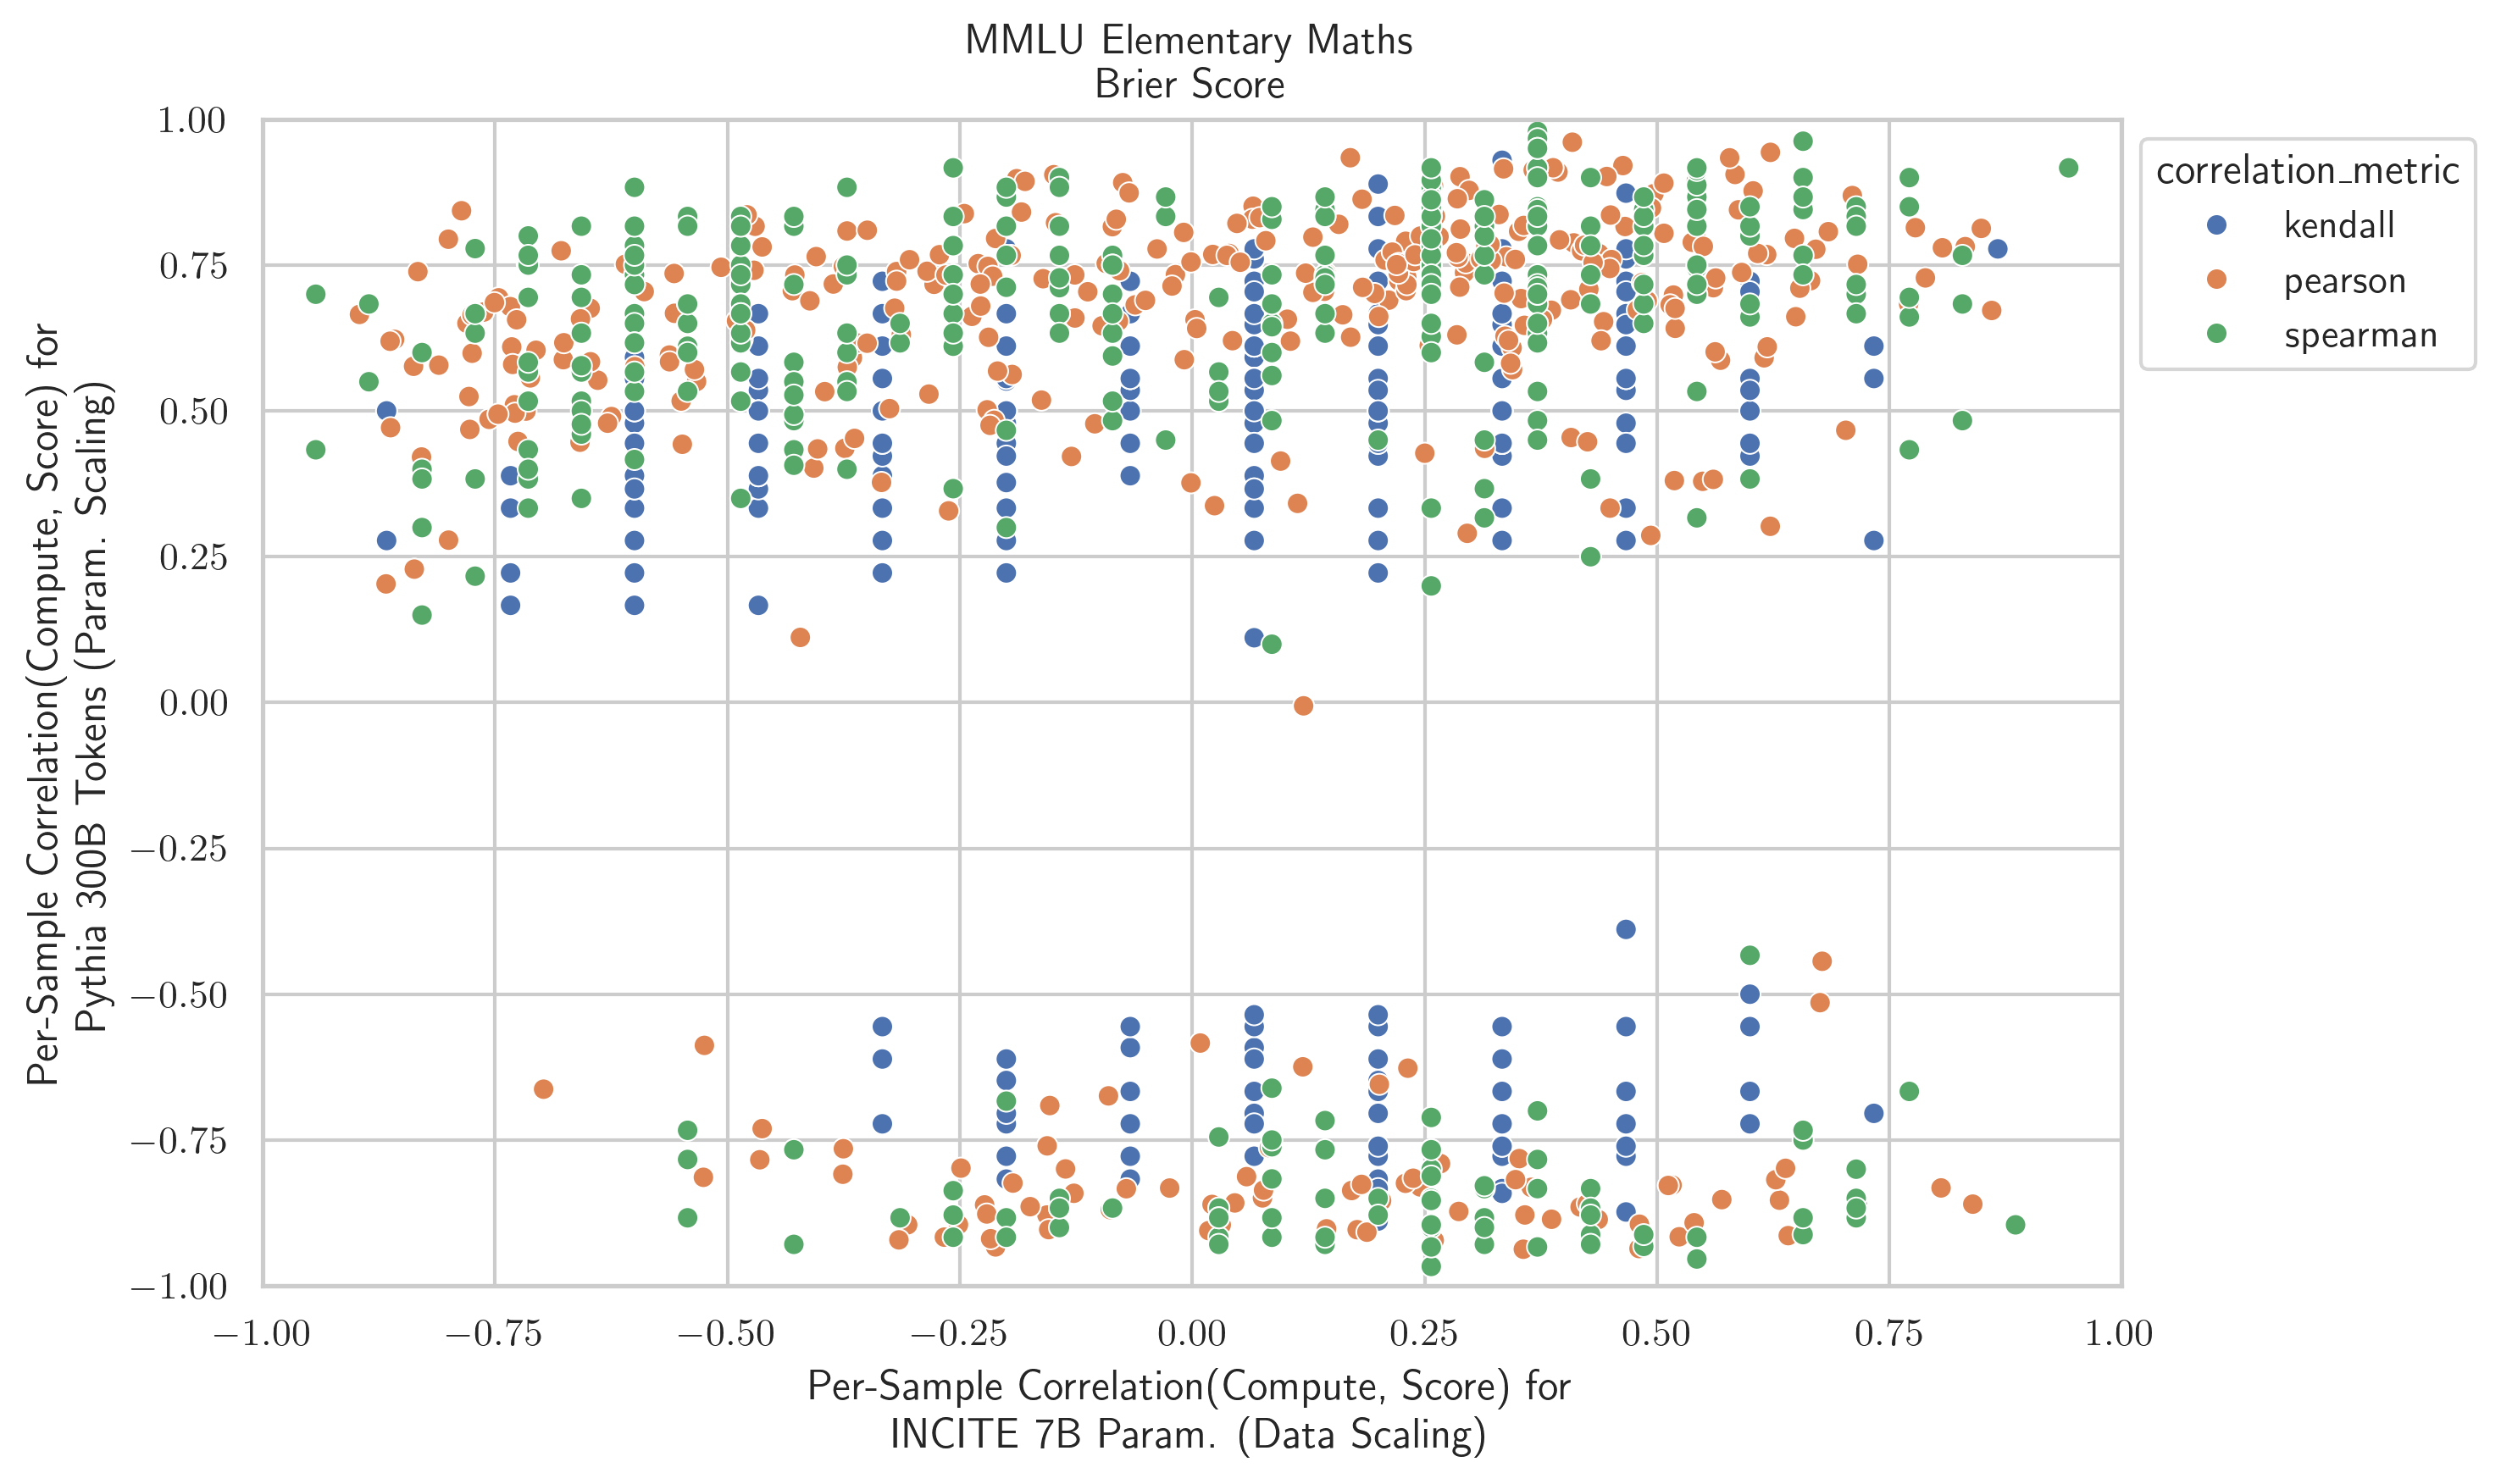 MMLU Elementary Maths
Brier Score
Per-Sample Correlation(Compute, Score) for
Pythia 300B Tokens (Param. Scaling)
1.00
0.75
0.50
0.25
0.00
−0.25
−0.50
−0.75
−1.00
−1.00
−0.75
−0.50
−0.25
0.00
0.25
0.50
0.75
1.00
Per-Sample Correlation(Compute, Score) for
INCITE 7B Param. (Data Scaling)
correlation_metric
kendall
pearson
spearman